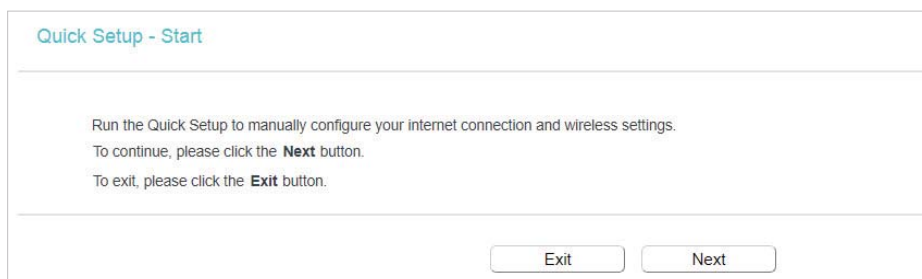 Quick Setup - Start
Run the Quick Setup to manually configure your internet connection and wireless settings.
To continue, please click the Next button.
To exit, please click the Exit button.
Exit Next